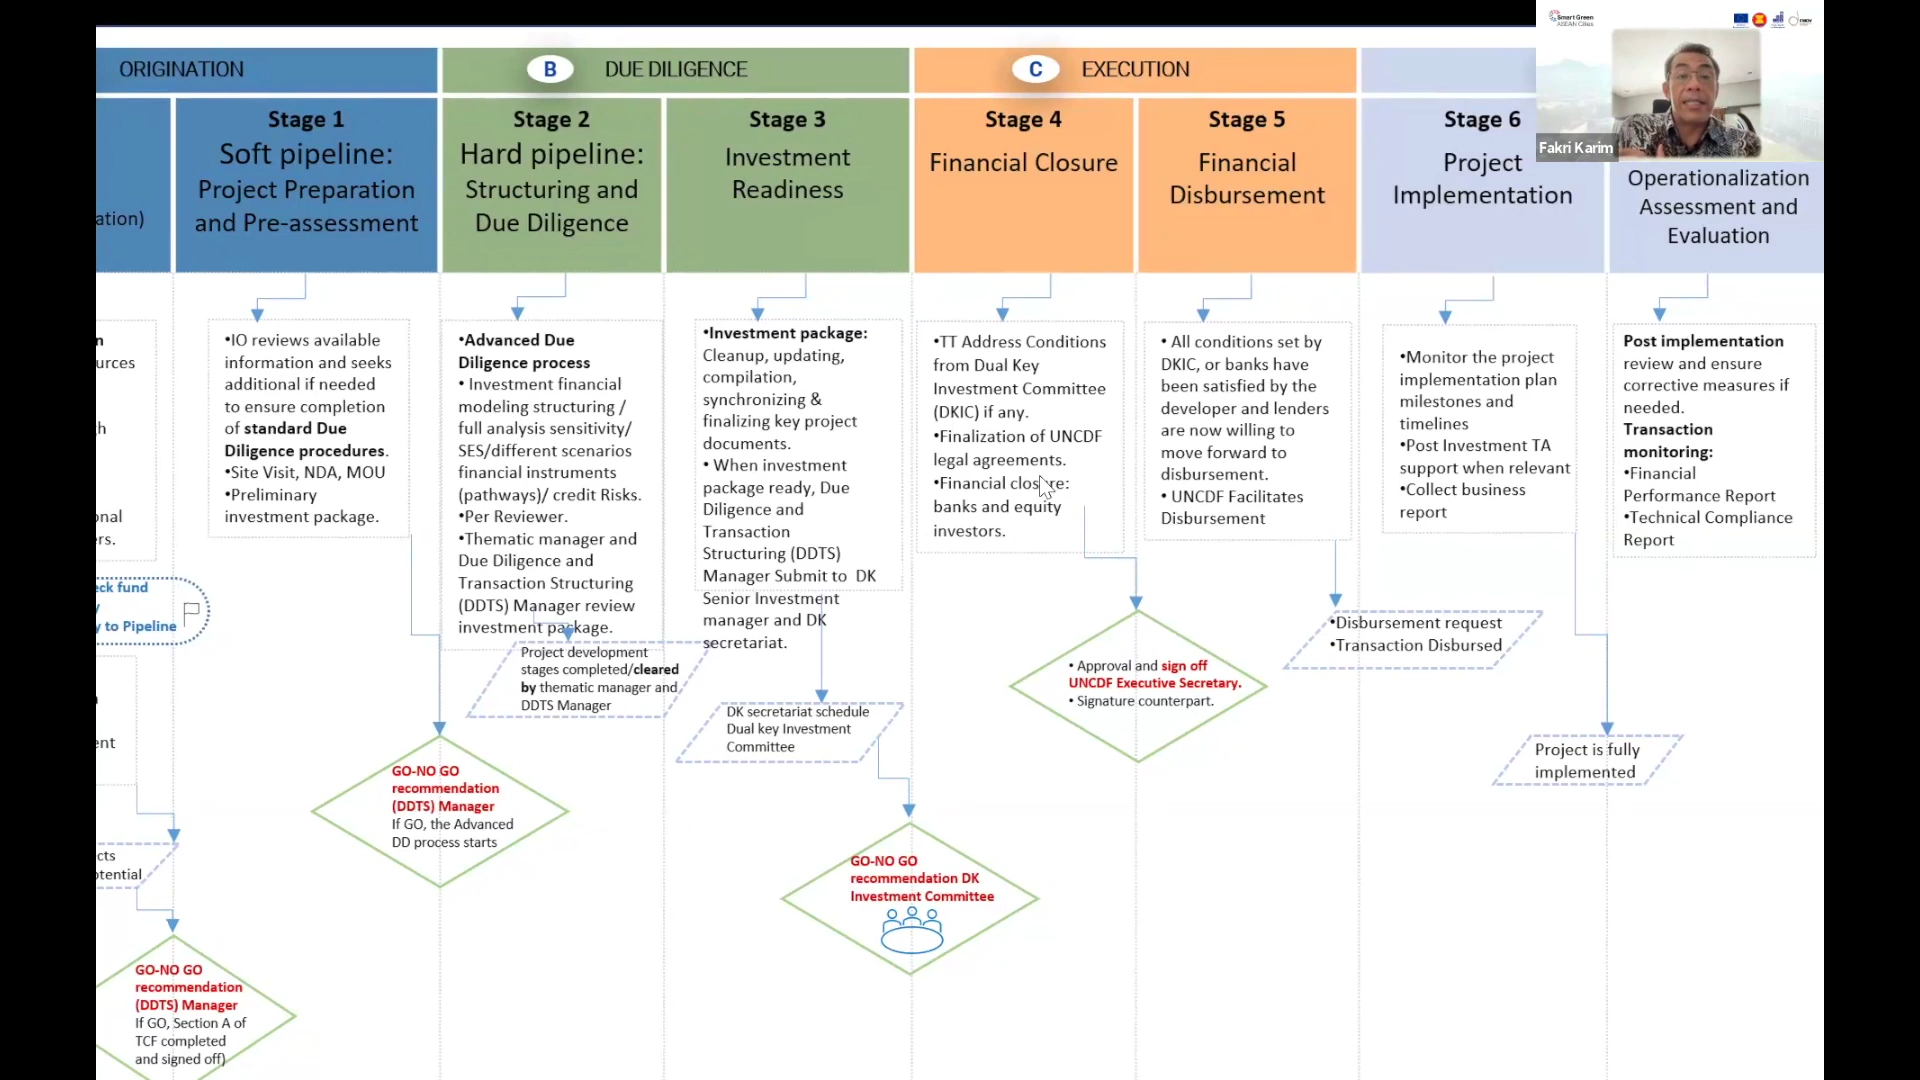 ORIGINATION
B
DUE DILIGENCE
C
EXECUTION
Smart Green
ASEAN Cities
Fakri Karim
ation)
Stage 1
Soft pipeline:
Project Preparation
and Pre-assessment
Stage 2
Hard pipeline:
Structuring and
Due Diligence
Stage 3
Investment
Readiness
Stage 4
Financial Closure
Stage 5
Financial
Disbursement
Stage 6
Project
Implementation
Operationalization
Assessment and
Evaluation
n
urces
h
onal
rs.
eck fund
/
y to Pipeline
n
ent
cts
otential
GO-NO GO
recommendation
(DDTS) Manager
If GO, Section A of
TCF completed
and signed off)
•IO reviews available
information and seeks
additional if needed
to ensure completion
of standard Due
Diligence procedures.
•Site Visit, NDA, MOU
•Preliminary
investment package.
GO-NO GO
recommendation
(DDTS) Manager
If GO, the Advanced
DD process starts
•Advanced Due
Diligence process
• Investment financial
modeling structuring /
full analysis sensitivity/
SES/different scenarios
financial instruments
(pathways)/ credit Risks.
•Per Reviewer.
•Thematic manager and
Due Diligence and
Transaction Structuring
(DDTS) Manager review
investment package.
Project development
stages completed/cleared
by thematic manager and
DDTS Manager
•Investment package:
Cleanup, updating,
compilation,
synchronizing &
finalizing key project
documents.
• When investment
package ready, Due
Diligence and
Transaction
Structuring (DDTS)
Manager Submit to DK
Senior Investment
manager and DK
secretariat.
DK secretariat schedule
Dual key Investment
Committee
GO-NO GO
recommendation DK
Investment Committee
•TT Address Conditions
from Dual Key
Investment Committee
(DKIC) if any.
•Finalization of UNCDF
legal agreements.
•Financial closure:
banks and equity
investors.
• Approval and sign off
UNCDF Executive Secretary.
• Signature counterpart.
• All conditions set by
DKIC, or banks have
been satisfied by the
developer and lenders
are now willing to
move forward to
disbursement.
• UNCDF Facilitates
Disbursement
•Disbursement request
•Transaction Disbursed
•Monitor the project
implementation plan
milestones and
timelines
•Post Investment TA
support when relevant
•Collect business
report
Project is fully
implemented
Post implementation
review and ensure
corrective measures if
needed.
Transaction
monitoring:
•Financial
Performance Report
•Technical Compliance
Report